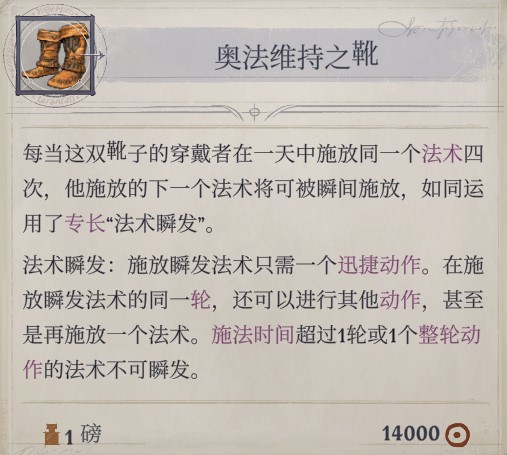 奥法维持之靴
每当这双靴子的穿戴者在一天中施放同一个法术四
次，他施放的下一个法术将可被瞬间施放，如同运
用了专长“法术瞬发”。
法术瞬发：施放瞬发法术只需一个迅捷动作。在施
放瞬发法术的同一轮，还可以进行其他动作，甚至
是再施放一个法术。施法时间超过1轮或1个整轮动
作的法术不可瞬发。
1 磅
14000